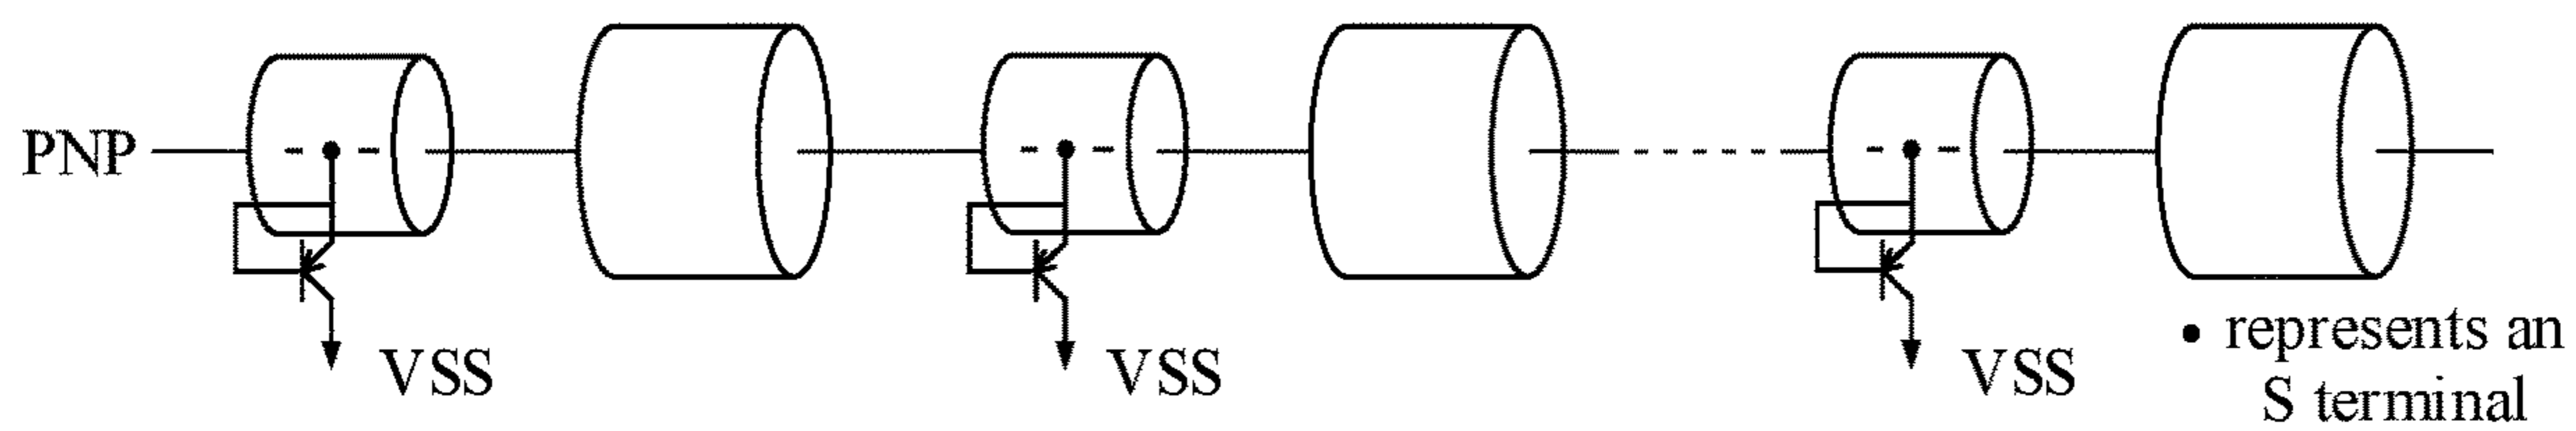 PNP
VSS
VSS
VSS
• represents an
S terminal